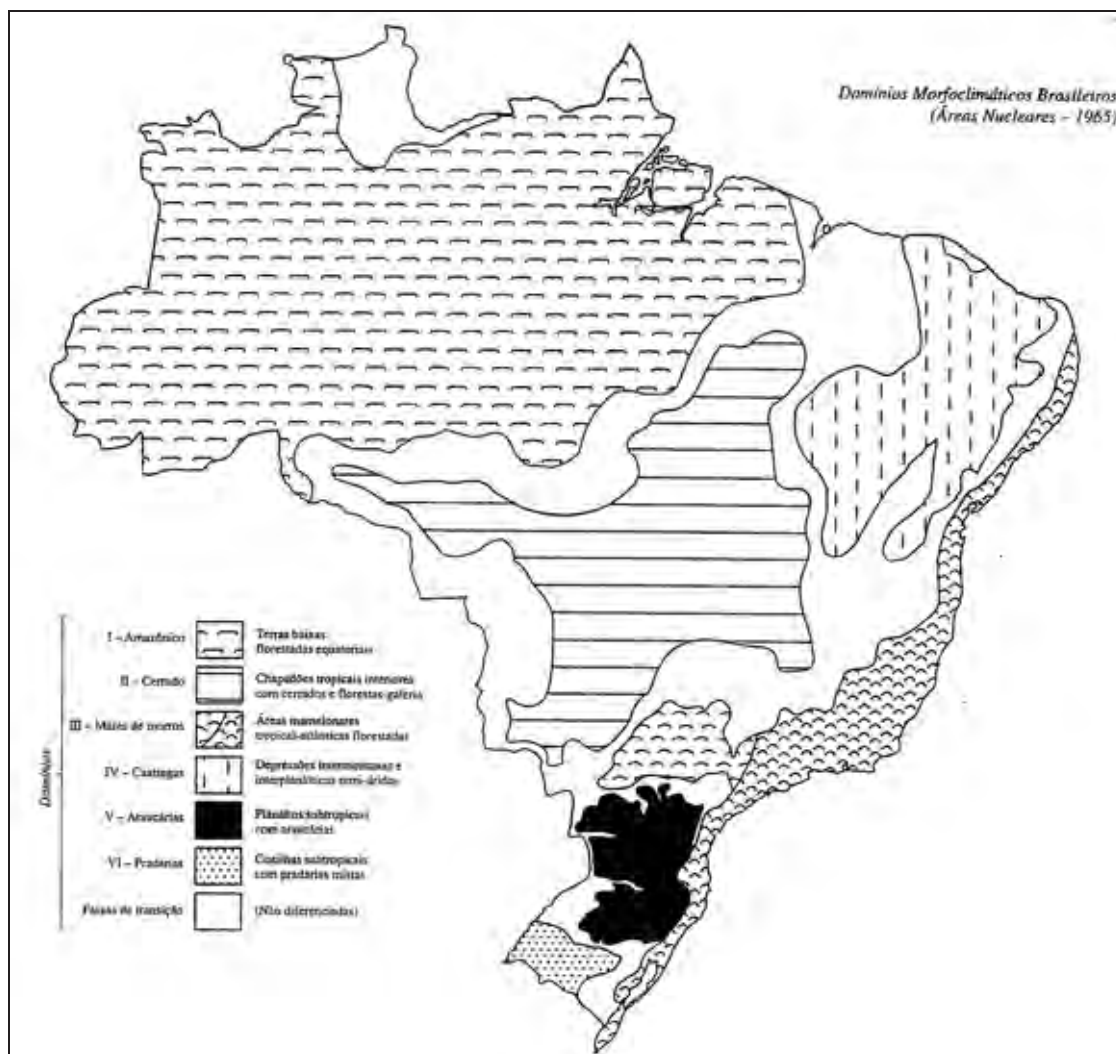 Domínios Morfoclimáticos Brasileiros
(Áreas Nucleares – 1965)
I – Amazônico
Terras baixas
florestadas equatoriais
II – Cerrado
Chapadões tropicais interiores
com cerrados e florestas-galeria
III – Mares de morros
Áreas mamelonares
tropical-atlânticas florestadas
IV – Caatingas
Depressões intermontanas e
interplanálticas semi-áridas
V – Araucárias
Planaltos subtropicais
com araucárias
VI – Pradarias
Coxilhas subtropicais
com pradarias mistas
Faixas de transição
(Não diferenciadas)
Domínios